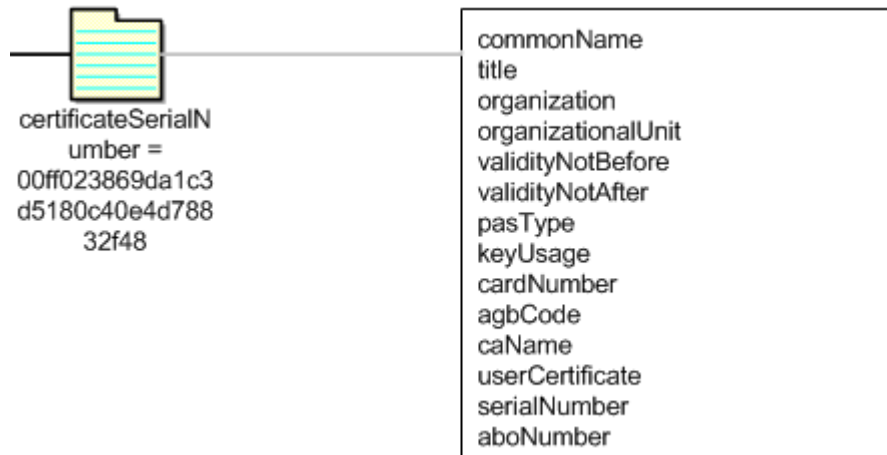 certificateSerialN
umber =
00ff023869da1c3
d5180c40e4d788
32f48
commonName
title
organization
organizationalUnit
validityNotBefore
validityNotAfter
pasType
keyUsage
cardNumber
agbCode
caName
userCertificate
serialNumber
aboNumber